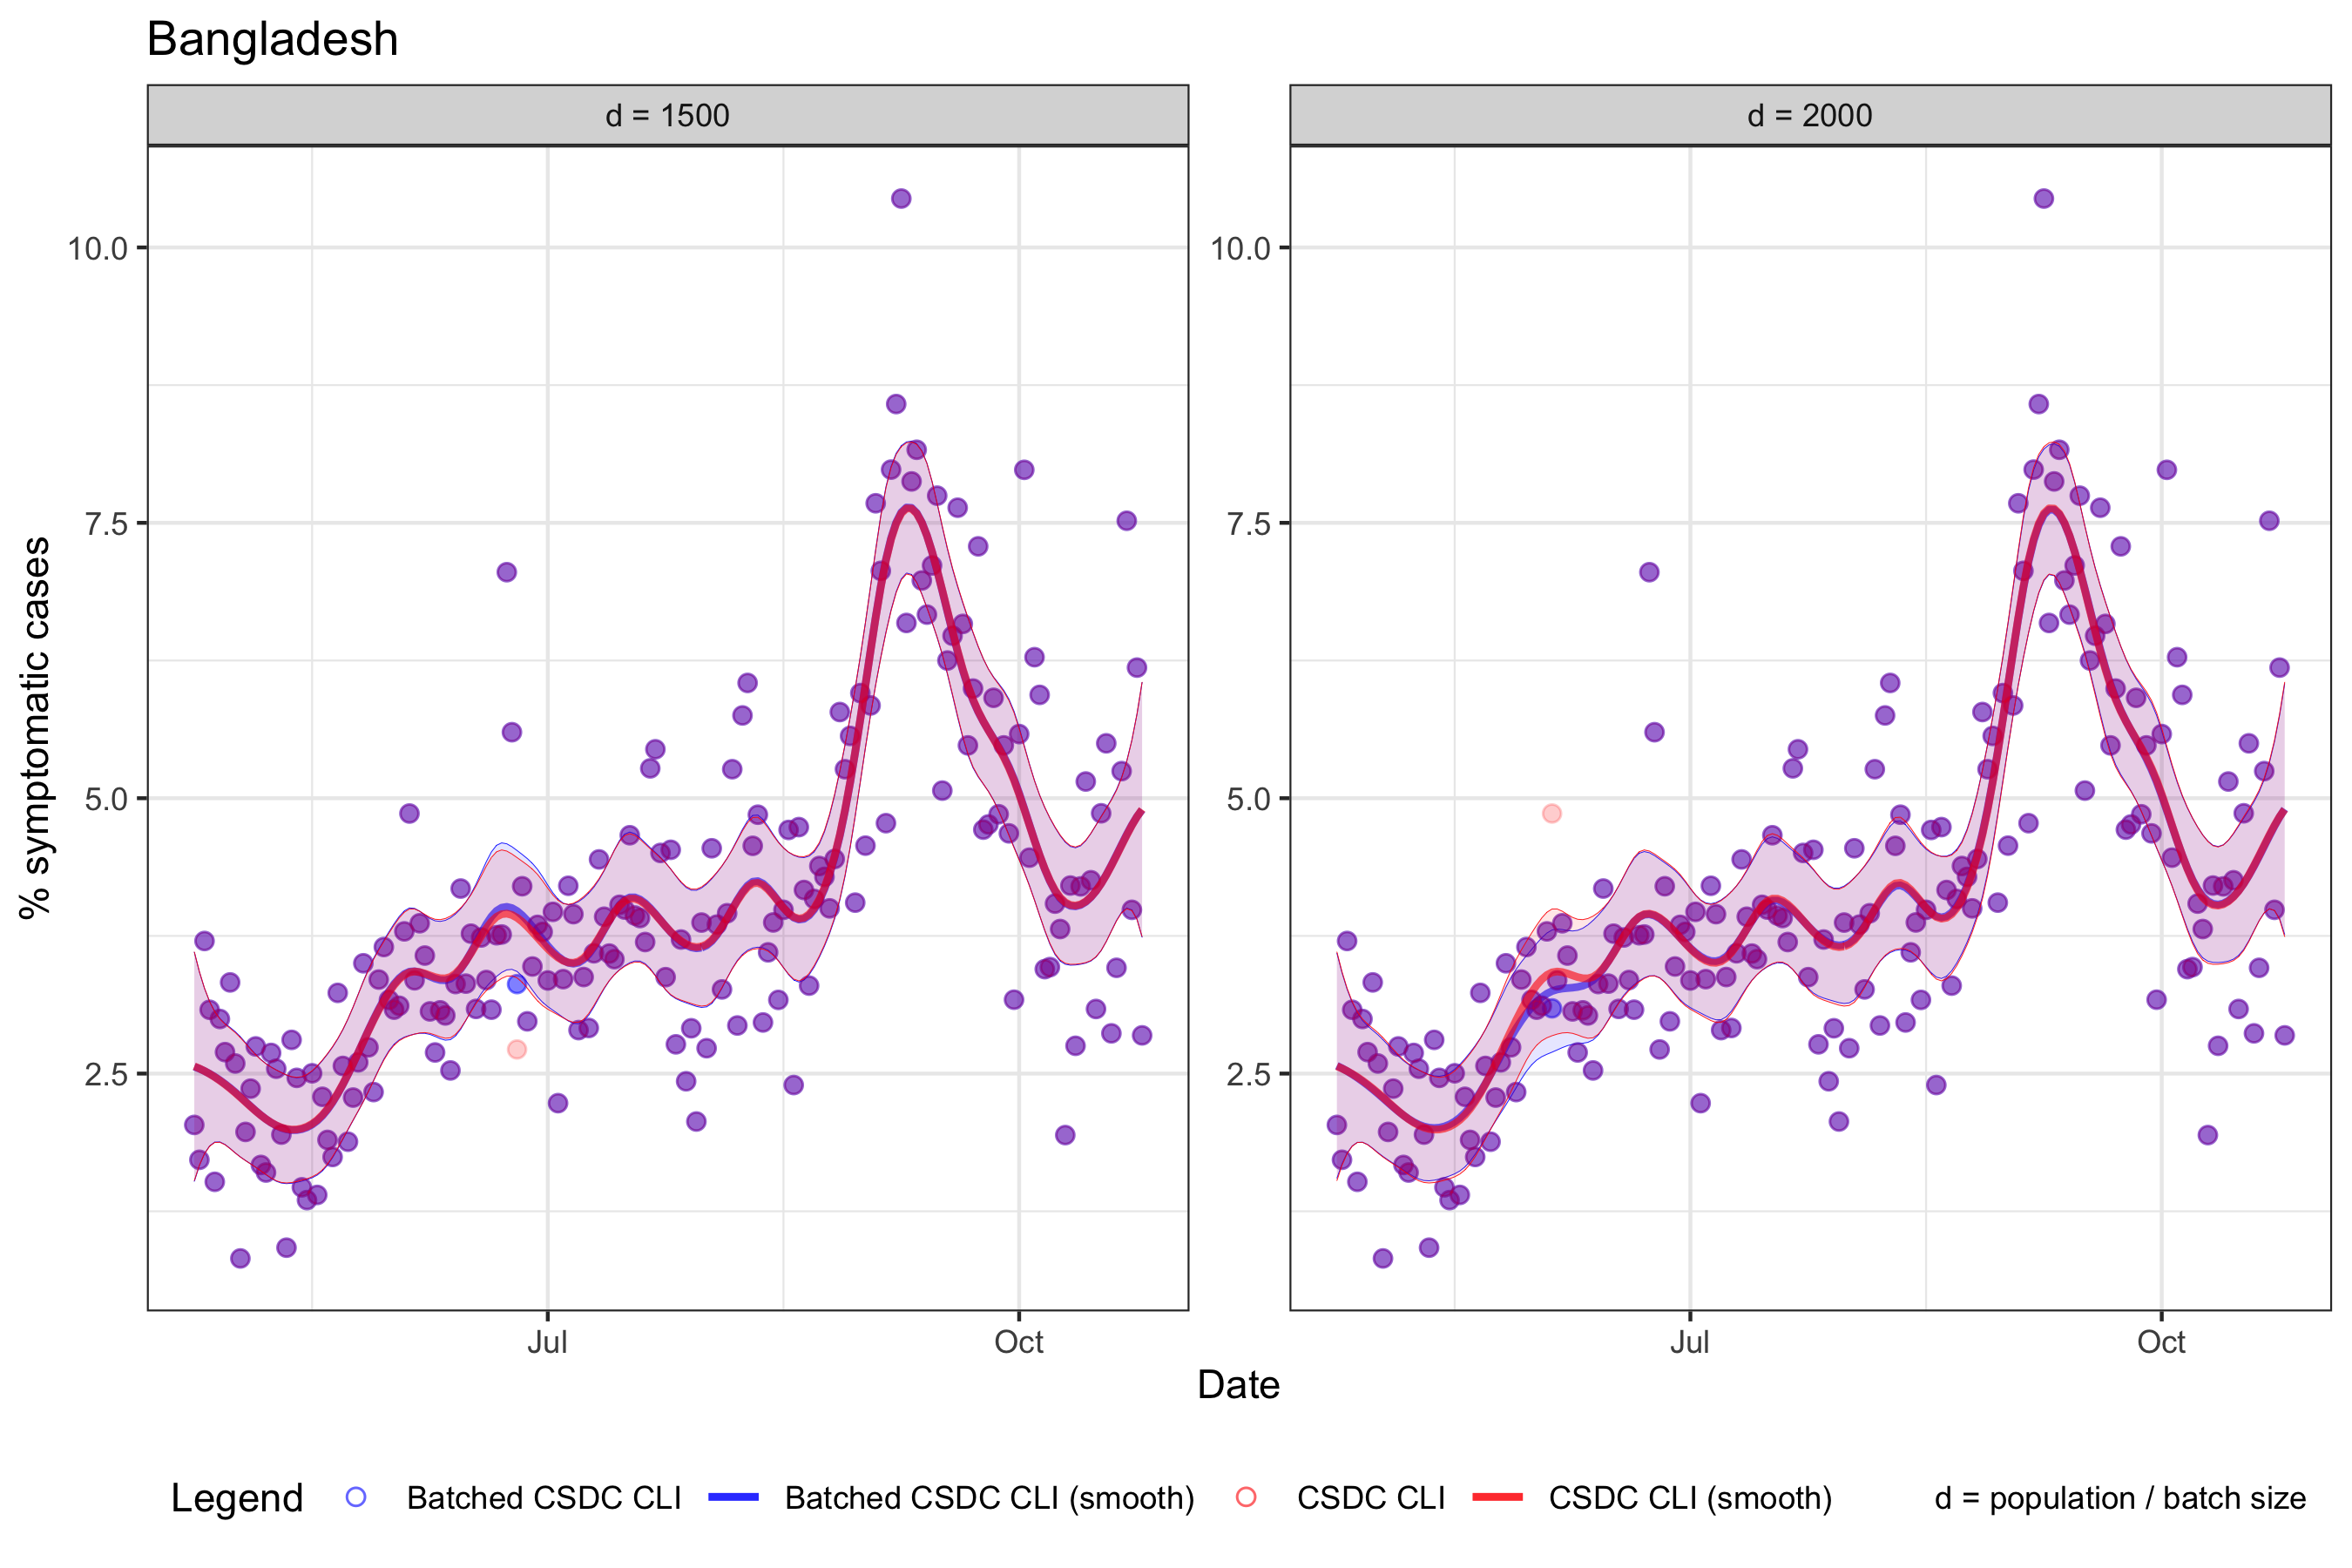 Bangladesh
d = 1500
d = 2000
% symptomatic cases
10.0
7.5
5.0
2.5
10.0
7.5
5.0
2.5
Jul
Oct
Jul
Oct
Date
Legend
Batched CSDC CLI
Batched CSDC CLI (smooth)
CSDC CLI
CSDC CLI (smooth)
d = population / batch size